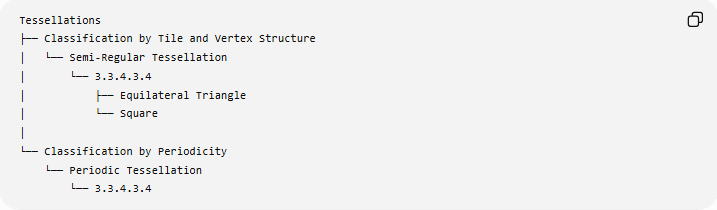 Tessellations
├── Classification by Tile and Vertex Structure
│   └── Semi-Regular Tessellation
│       └── 3.3.4.3.4
│           ├── Equilateral Triangle
│           └── Square
│
└── Classification by Periodicity
    └── Periodic Tessellation
        └── 3.3.4.3.4